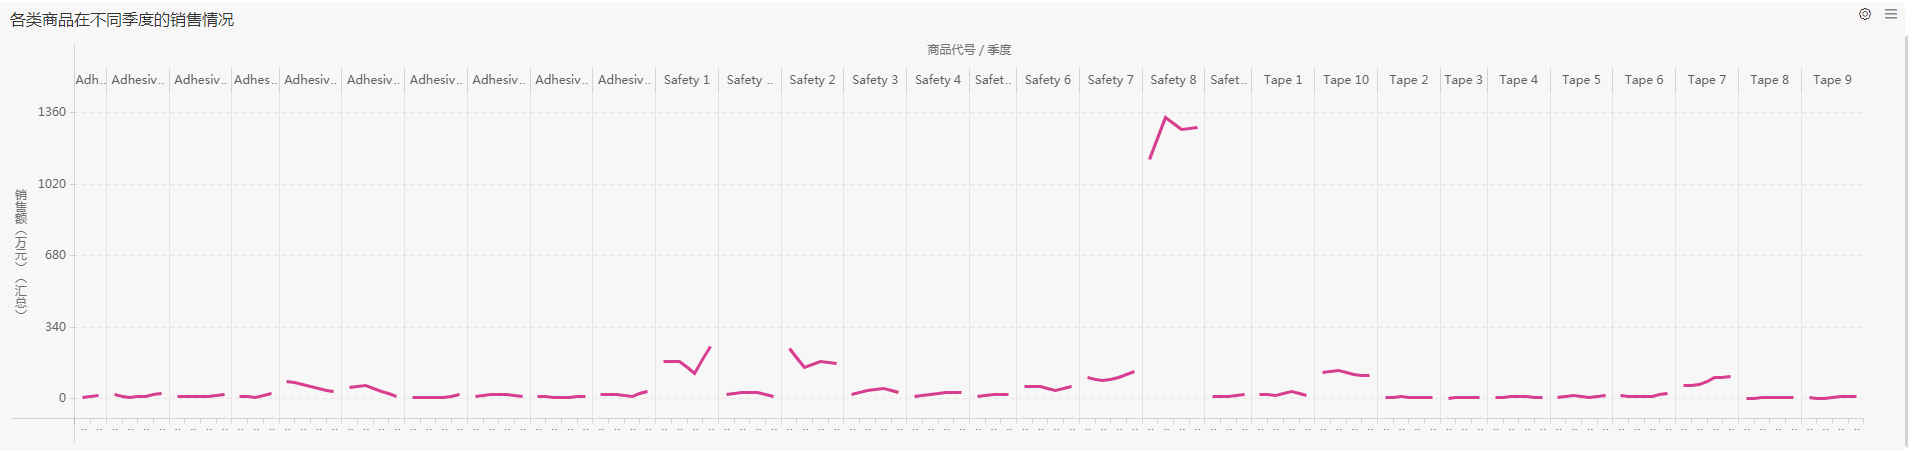 各类商品在不同季度的销售情况
商品代号 / 季度
Adh.. Adhesiv.. Adhesiv.. Adhes.. Adhesiv.. Adhesiv.. Adhesiv.. Adhesiv.. Adhesiv.. Adhesiv.. Safety 1 Safety .. Safety 2 Safety 3 Safety 4 Safet.. Safety 6 Safety 7 Safety 8 Safet.. Tape 1 Tape 10 Tape 2 Tape 3 Tape 4 Tape 5 Tape 6 Tape 7 Tape 8 Tape 9
1360
1020
680
340
0
销售额（万元）（汇总）